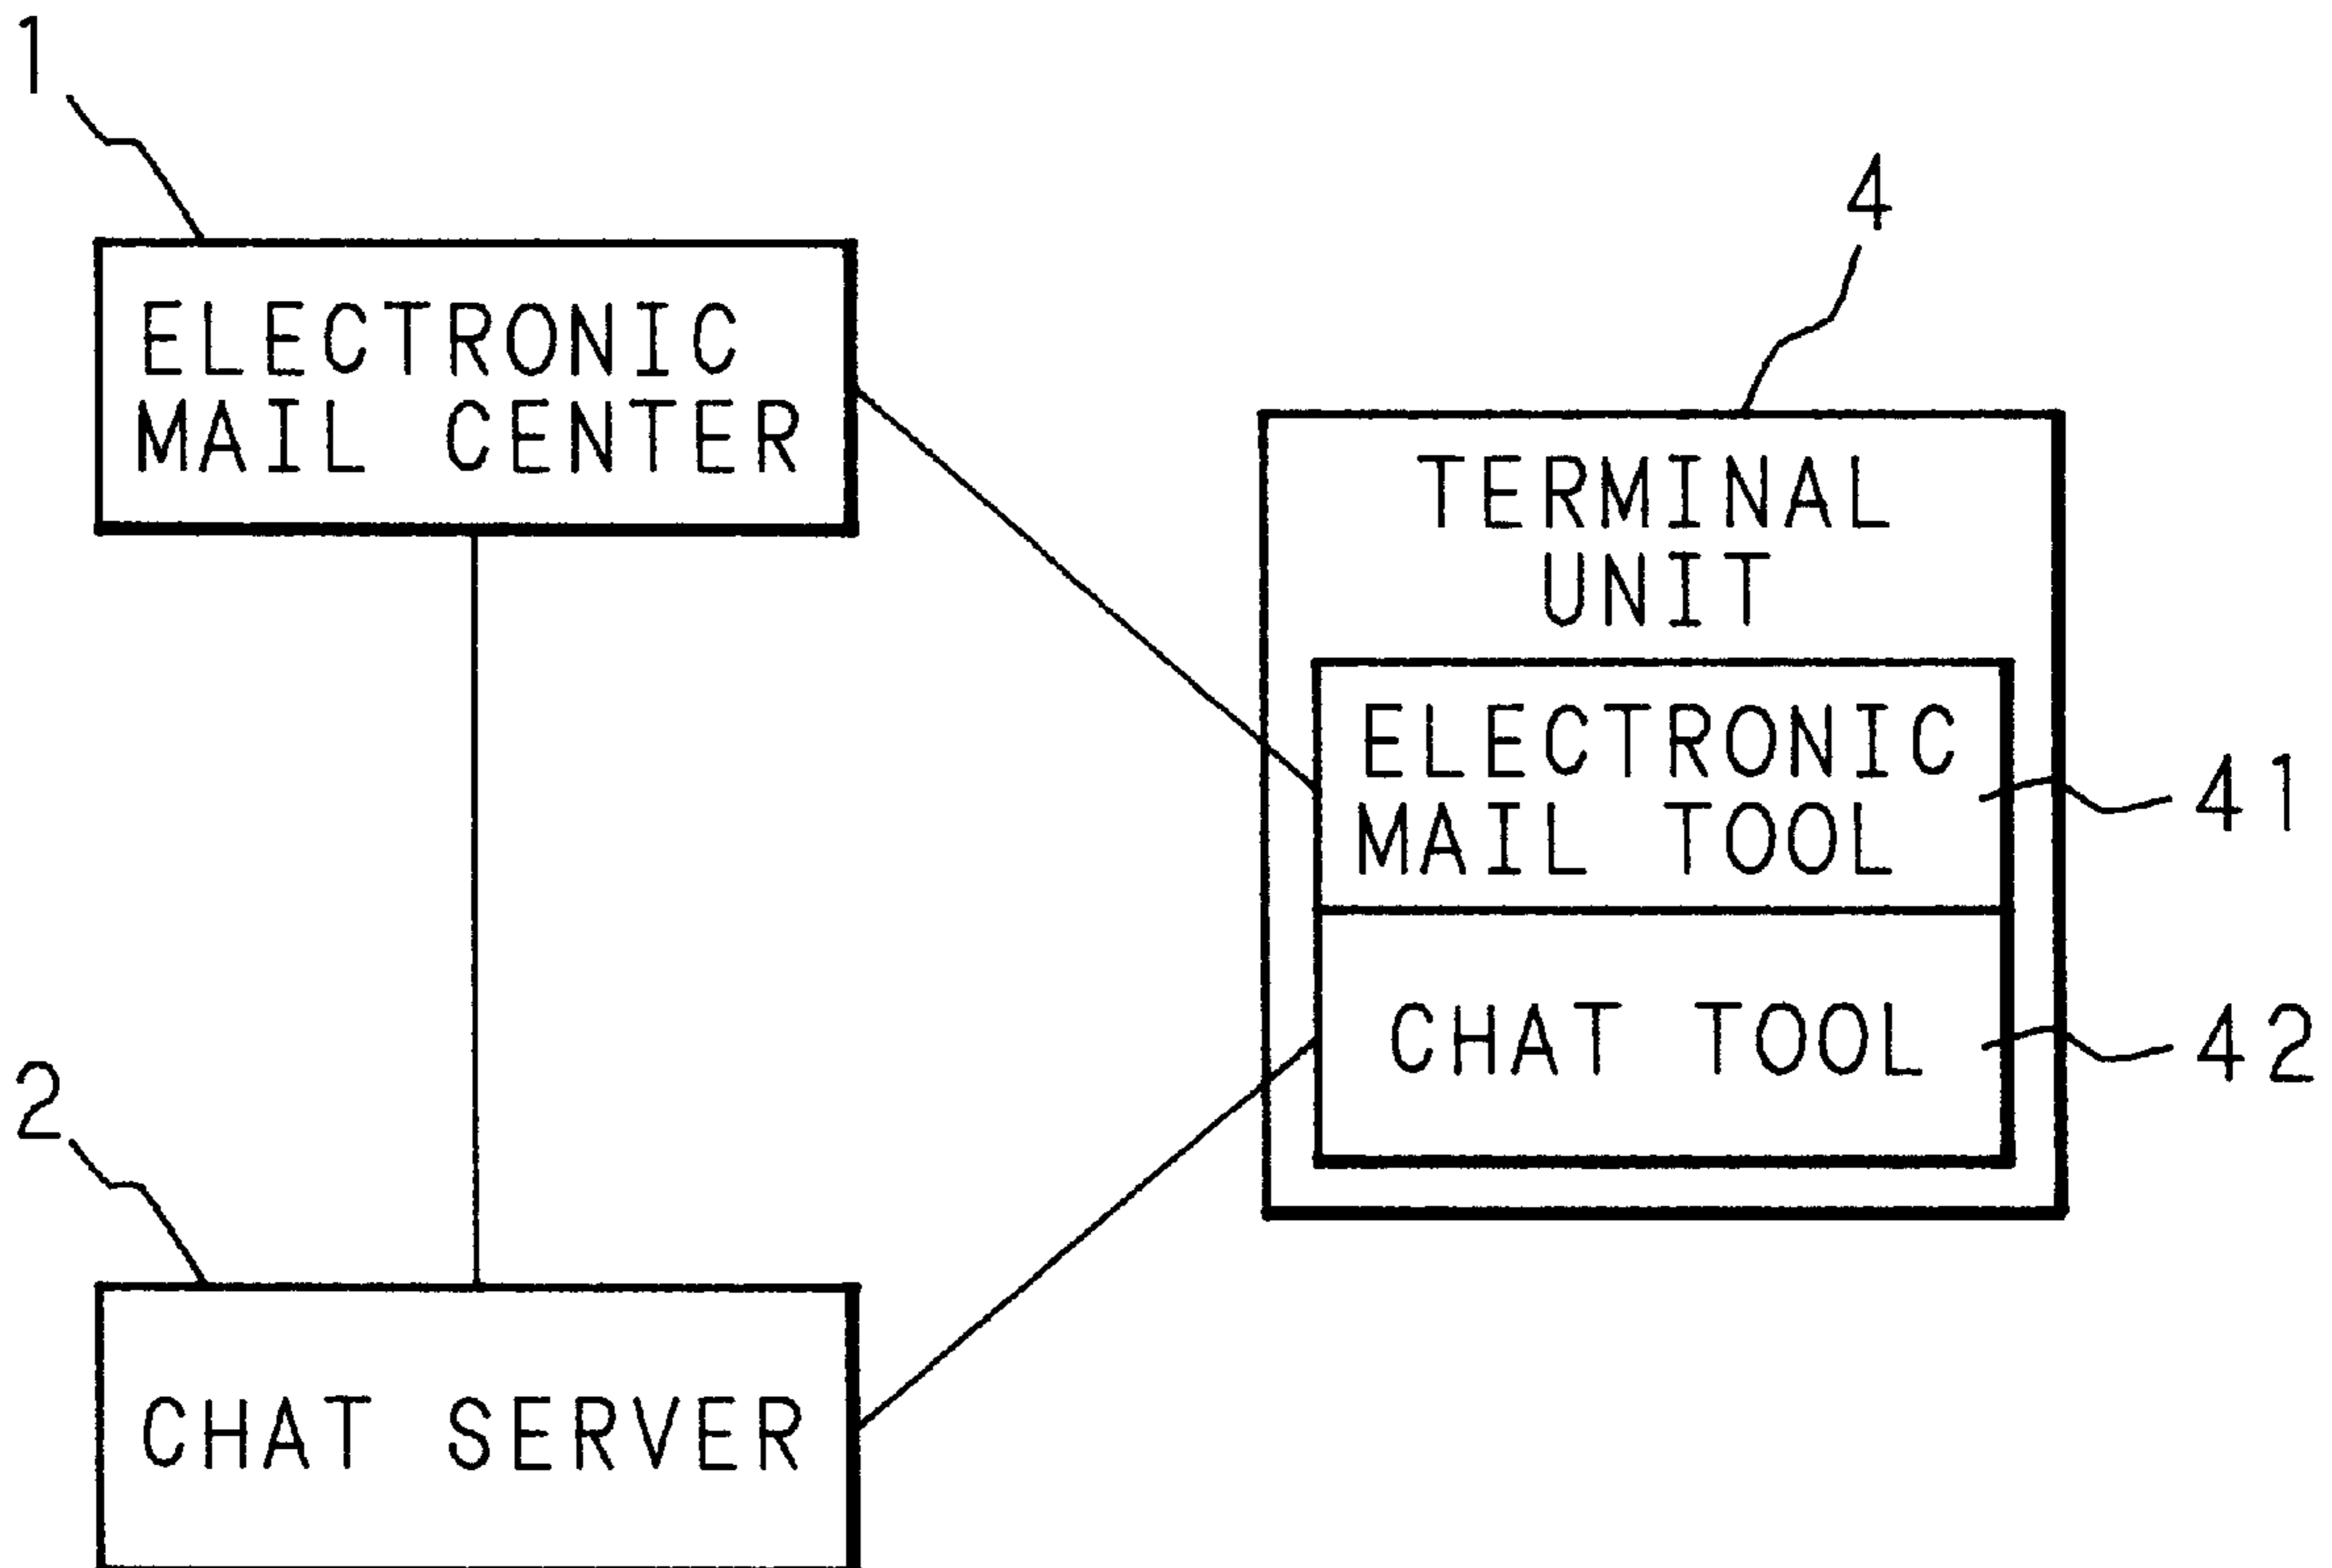 1
ELECTRONIC
MAIL CENTER
4
TERMINAL
UNIT
ELECTRONIC
MAIL TOOL
41
CHAT TOOL
42
2
CHAT SERVER